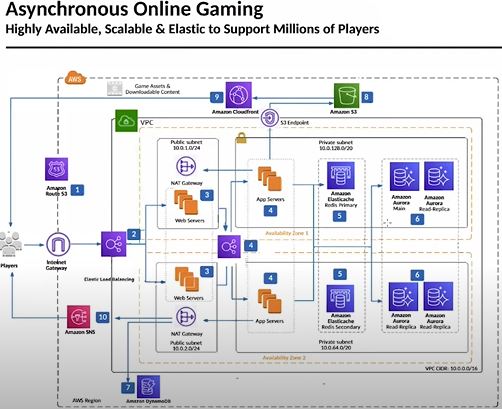 Asynchronous Online Gaming
Highly Available, Scalable & Elastic to Support Millions of Players
AWS
Game Assets &
Downloadable Content
9
Amazon
Cloudfront
8
Amazon S3
VPC
S3 Endpoint
Public subnet
10.0.1.0/24
Private subnet
10.0.128.0/20
Amazon
Route 53
1
NAT Gateway
3
Web Servers
App Servers
4
Amazon
Elasticache
Redis Primary
5
Amazon
Aurora
Main
Amazon
Aurora
Read-Replica
6
Availability Zone 1
Players
Internet
Gateway
2
Elastic Load Balancing
4
3
Web Servers
4
App Servers
5
Amazon
Elasticache
Redis Secondary
6
Amazon
Aurora
Read-Replica
Amazon
Aurora
Read-Replica
10
Amazon SNS
NAT Gateway
Public subnet
10.0.2.0/24
Private subnet
10.0.64.0/20
Availability Zone 2
VPC CIDR: 10.0.0.0/16
7
Amazon DynamoDB
AWS Region